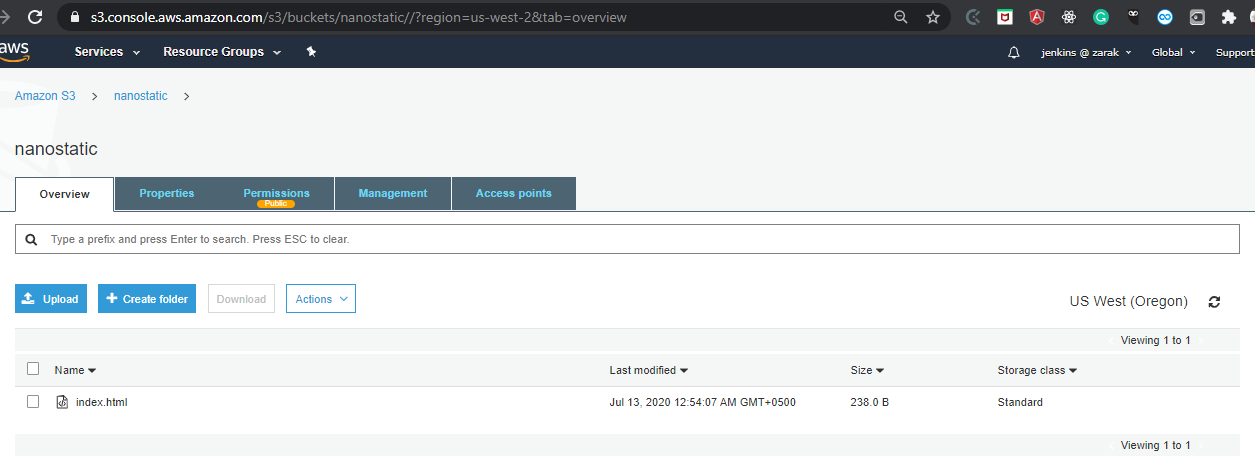 s3.console.aws.amazon.com/s3/buckets/nanostatic//?region=us-west-2&tab=overview
aws Services Resource Groups jenkins @ zarak Global Support
Amazon S3 nanostatic
nanostatic
Overview Properties Permissions Management Access points
Public
Type a prefix and press Enter to search. Press ESC to clear.
Upload Create folder Download Actions US West (Oregon)
Viewing 1 to 1
Name Last modified Size Storage class
index.html Jul 13, 2020 12:54:07 AM GMT+0500 238.0 B Standard
Viewing 1 to 1